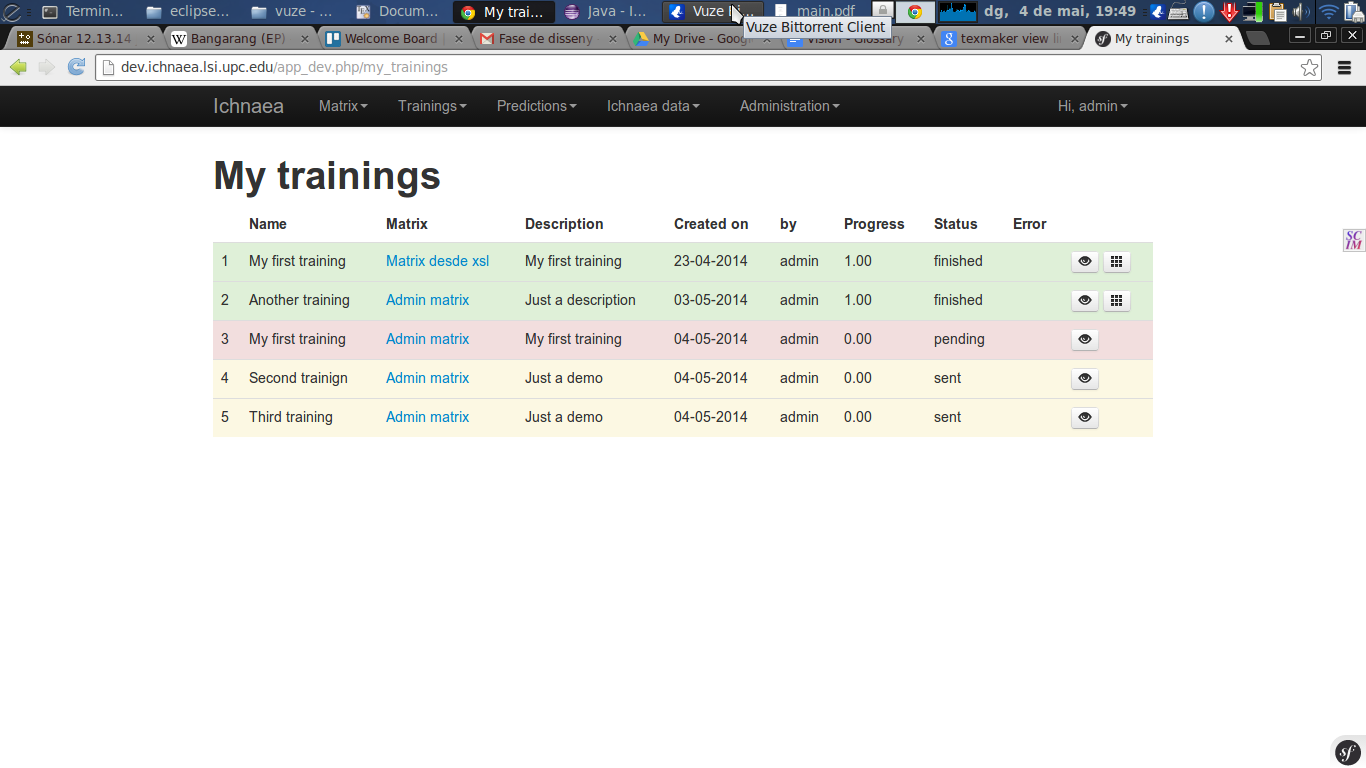 Termin... eclipse... vuze - ... Docum... My trai... Java - I... Vuze main.pdf dg, 4 de mai, 19:49
Vuze Bittorrent Client
Sónar 12.13.14 Bangarang (EP) Welcome Board Fase de disseny My Drive - Goog Vision - Glossary texmaker view li My trainings
dev.ichnaea.lsi.upc.edu/app_dev.php/my_trainings
Ichnaea Matrix Trainings Predictions Ichnaea data Administration Hi, admin
My trainings
Name Matrix Description Created on by Progress Status Error
1 My first training Matrix desde xsl My first training 23-04-2014 admin 1.00 finished
2 Another training Admin matrix Just a description 03-05-2014 admin 1.00 finished
3 My first training Admin matrix My first training 04-05-2014 admin 0.00 pending
4 Second trainign Admin matrix Just a demo 04-05-2014 admin 0.00 sent
5 Third training Admin matrix Just a demo 04-05-2014 admin 0.00 sent
SC
IM
sf